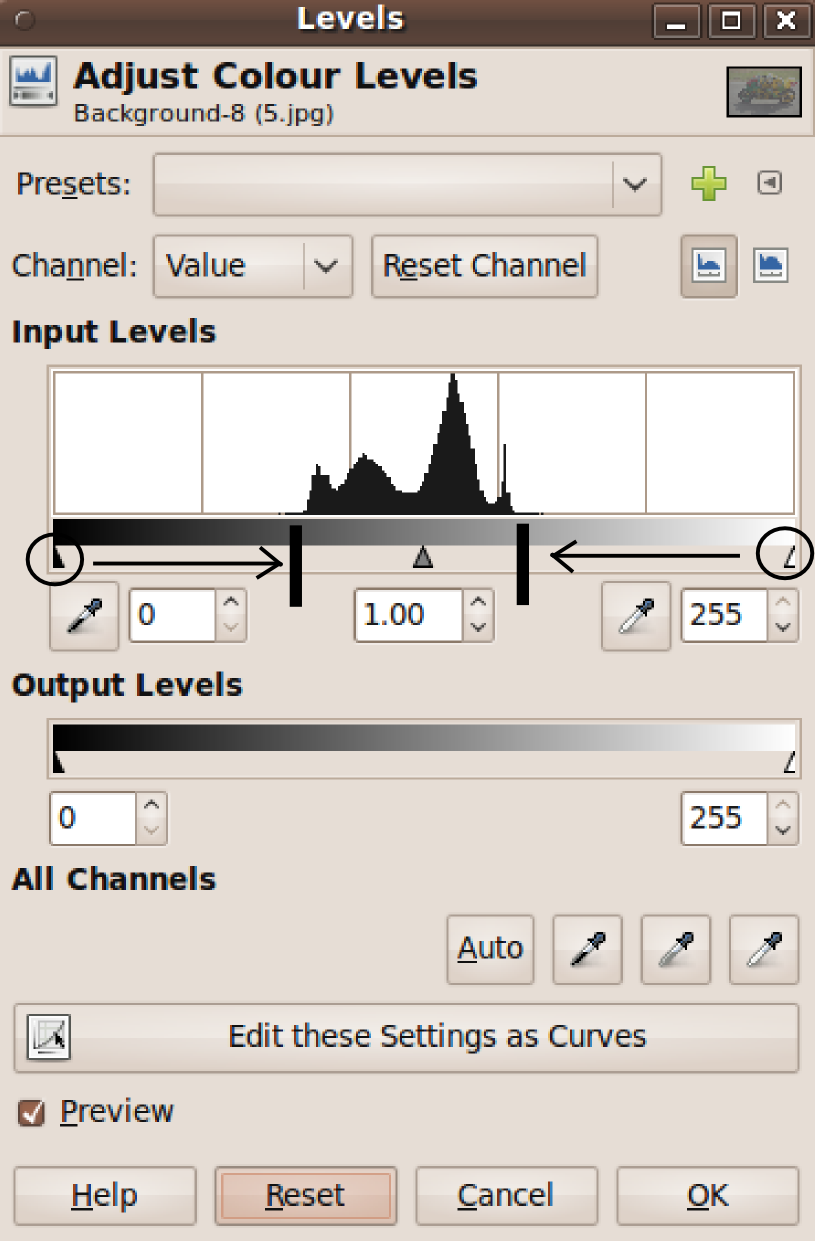 Levels
Adjust Colour Levels
Background-8 (5.jpg)
Presets:
Channel: Value Reset Channel
Input Levels
0 1.00 255
Output Levels
0 255
All Channels
Auto
Edit these Settings as Curves
Preview
Help Reset Cancel OK